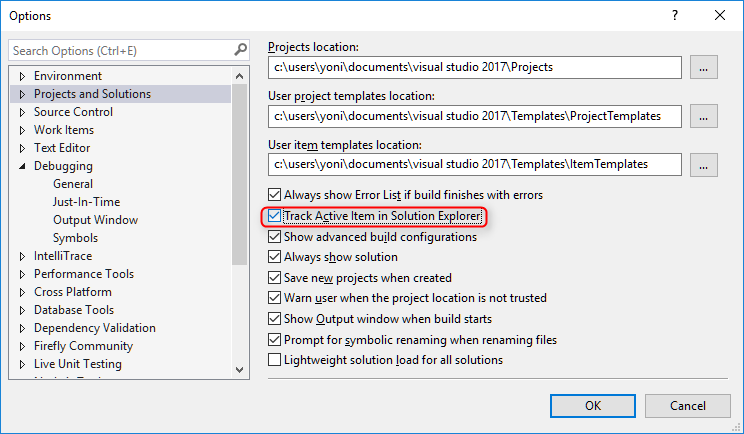 Options
Search Options (Ctrl+E)
Environment
Projects and Solutions
Source Control
Work Items
Text Editor
Debugging
General
Just-In-Time
Output Window
Symbols
IntelliTrace
Performance Tools
Cross Platform
Database Tools
Dependency Validation
Firefly Community
Live Unit Testing
Projects location:
c:\users\yoni\documents\visual studio 2017\Projects
...
User project templates location:
c:\users\yoni\documents\visual studio 2017\Templates\ProjectTemplates
...
User item templates location:
c:\users\yoni\documents\visual studio 2017\Templates\ItemTemplates
...
Always show Error List if build finishes with errors
Track Active Item in Solution Explorer
Show advanced build configurations
Always show solution
Save new projects when created
Warn user when the project location is not trusted
Show Output window when build starts
Prompt for symbolic renaming when renaming files
Lightweight solution load for all solutions
OK
Cancel